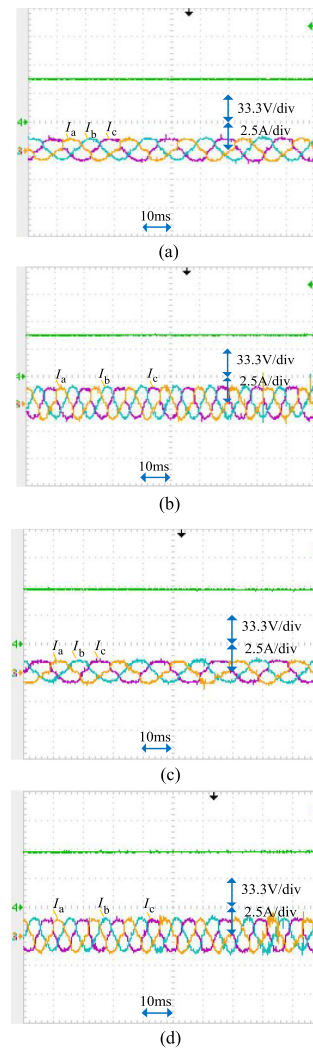 33.3V/div
Ia Ib Ic
2.5A/div
10ms
(a)
33.3V/div
Ia Ib Ic
2.5A/div
10ms
(b)
33.3V/div
Ia Ib Ic
2.5A/div
10ms
(c)
33.3V/div
Ia Ib Ic
2.5A/div
10ms
(d)